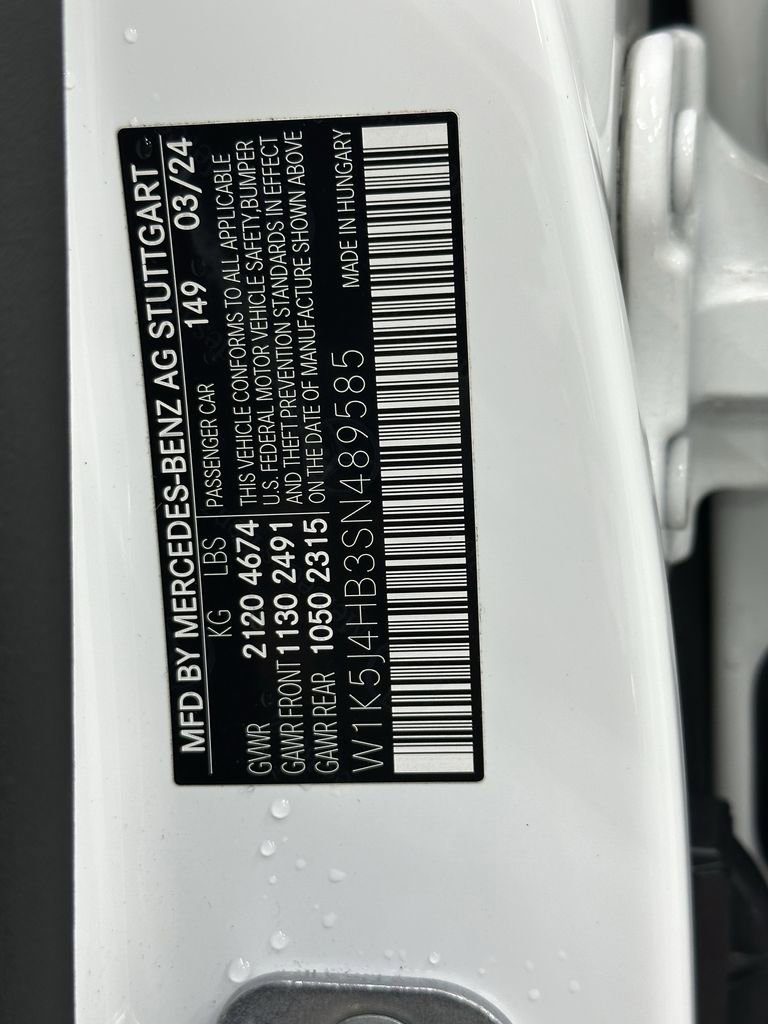 MFD BY MERCEDES-BENZ AG STUTTGART
KG LBS PASSENGER CAR 149 03/24
GVWR 2120 4674 THIS VEHICLE CONFORMS TO ALL APPLICABLE
GAWR FRONT 1130 2491 U.S. FEDERAL MOTOR VEHICLE SAFETY,BUMPER
GAWR REAR 1050 2315 AND THEFT PREVENTION STANDARDS IN EFFECT
ON THE DATE OF MANUFACTURE SHOWN ABOVE
W1K5J4HB3SN489585 MADE IN HUNGARY